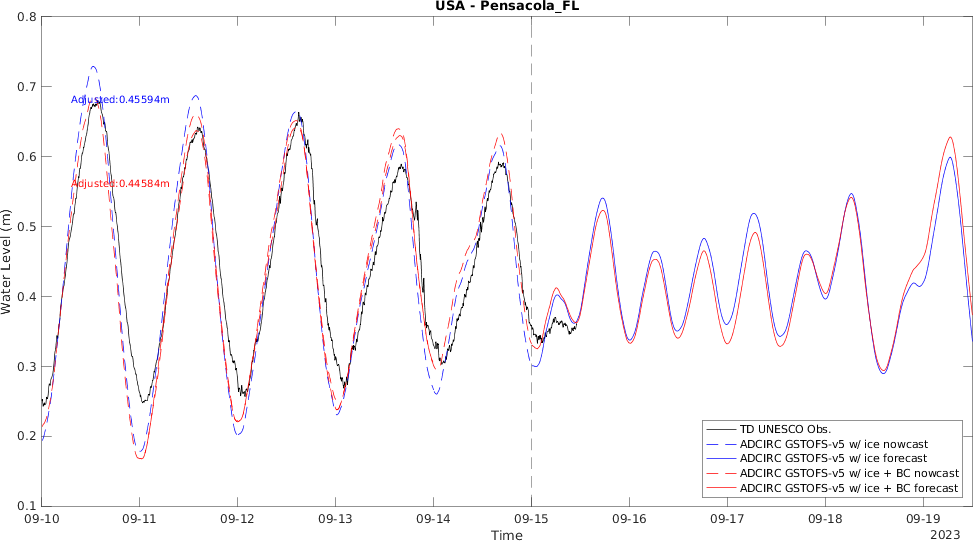 USA - Pensacola_FL
0.8
0.7
Adjusted:0.45594m
0.6
Adjusted:0.44584m
0.5
Water Level (m)
0.4
0.3
0.2
0.1
TD UNESCO Obs.
ADCIRC GSTOFS-v5 w/ ice nowcast
ADCIRC GSTOFS-v5 w/ ice forecast
ADCIRC GSTOFS-v5 w/ ice + BC nowcast
ADCIRC GSTOFS-v5 w/ ice + BC forecast
09-10 09-11 09-12 09-13 09-14 09-15 09-16 09-17 09-18 09-19
Time
2023